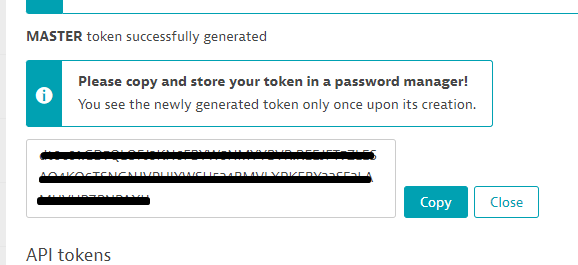 MASTER token successfully generated
Please copy and store your token in a password manager!
You see the newly generated token only once upon its creation.
Copy
Close
API tokens